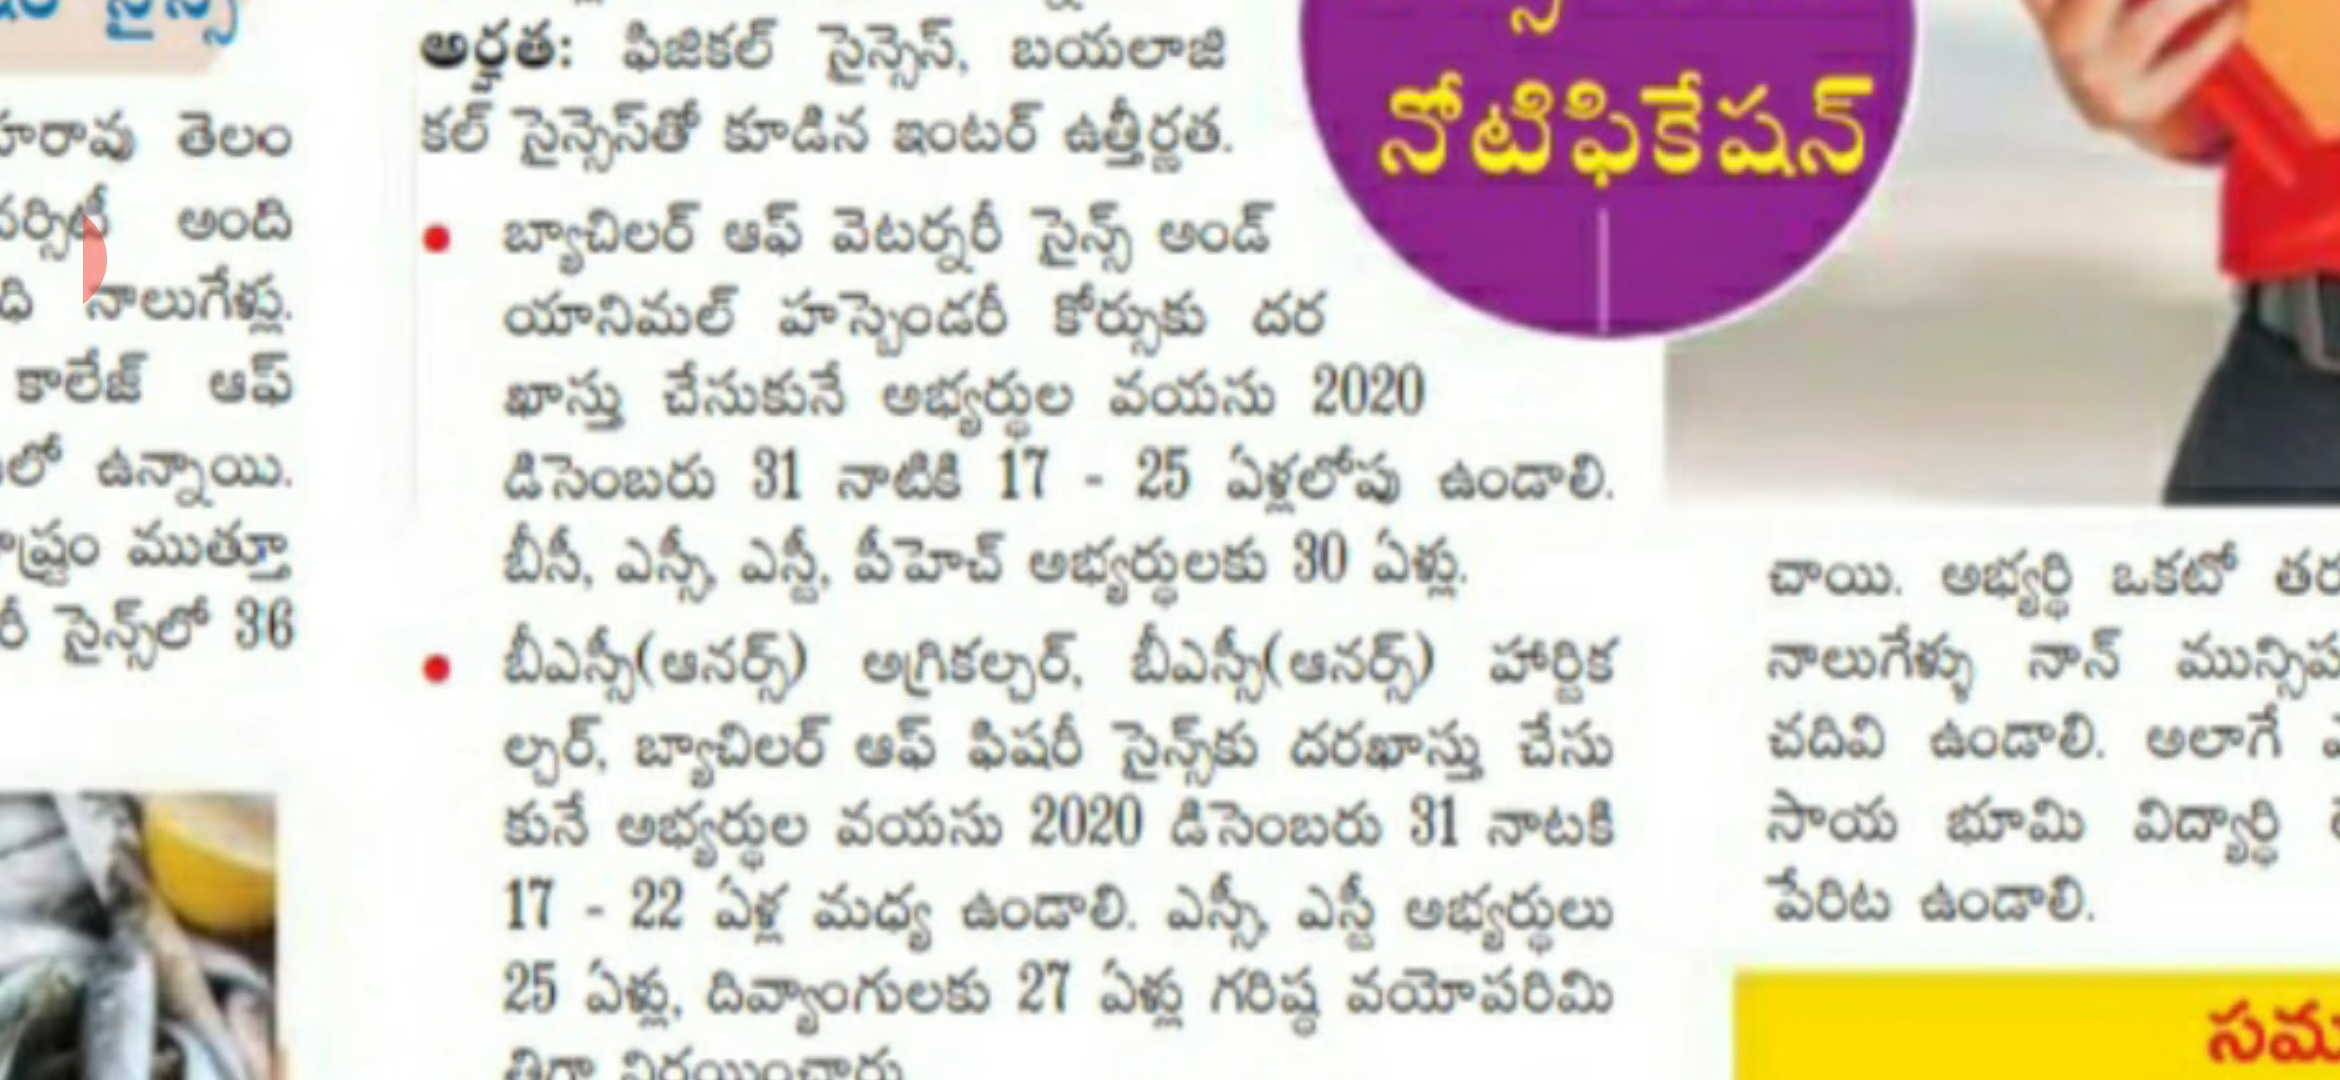 సైన్స్
తెలం
అంది
నాలుగేళ్లు.
కాలేజ్ ఆఫ్
లో ఉన్నాయి.
ముత్తూ
సైన్స్‌లో 36
అర్హత: ఫిజికల్ సైన్సెస్, బయలాజి
కల్ సైన్సెస్‌తో కూడిన ఇంటర్ ఉత్తీర్ణత.
• బ్యాచిలర్ ఆఫ్ వెటర్నరీ సైన్స్ అండ్
యానిమల్ హస్బెండరీ కోర్సుకు దర
ఖాస్తు చేసుకునే అభ్యర్థుల వయసు 2020
డిసెంబరు 31 నాటికి 17 - 25 ఏళ్లలోపు ఉండాలి.
బీసీ, ఎస్సీ, ఎస్టీ, పీహెచ్ అభ్యర్థులకు 30 ఏళ్లు.
• బీఎస్సీ(ఆనర్స్) అగ్రికల్చర్, బీఎస్సీ(ఆనర్స్) హార్టిక
ల్చర్, బ్యాచిలర్ ఆఫ్ ఫిషరీ సైన్స్‌కు దరఖాస్తు చేసు
కునే అభ్యర్థుల వయసు 2020 డిసెంబరు 31 నాటకి
17 - 22 ఏళ్ల మధ్య ఉండాలి. ఎస్సీ, ఎస్టీ అభ్యర్థులు
25 ఏళ్లు, దివ్యాంగులకు 27 ఏళ్లు గరిష్ఠ వయోపరిమి
తిగా నిర్ణయించారు.
నోటిఫికేషన్
చాయి. అభ్యర్థి ఒకటో
నాలుగేళ్ళు నాన్
చదివి ఉండాలి. అలాగే
సాయ భూమి విద్యార్థి
పేరిట ఉండాలి.